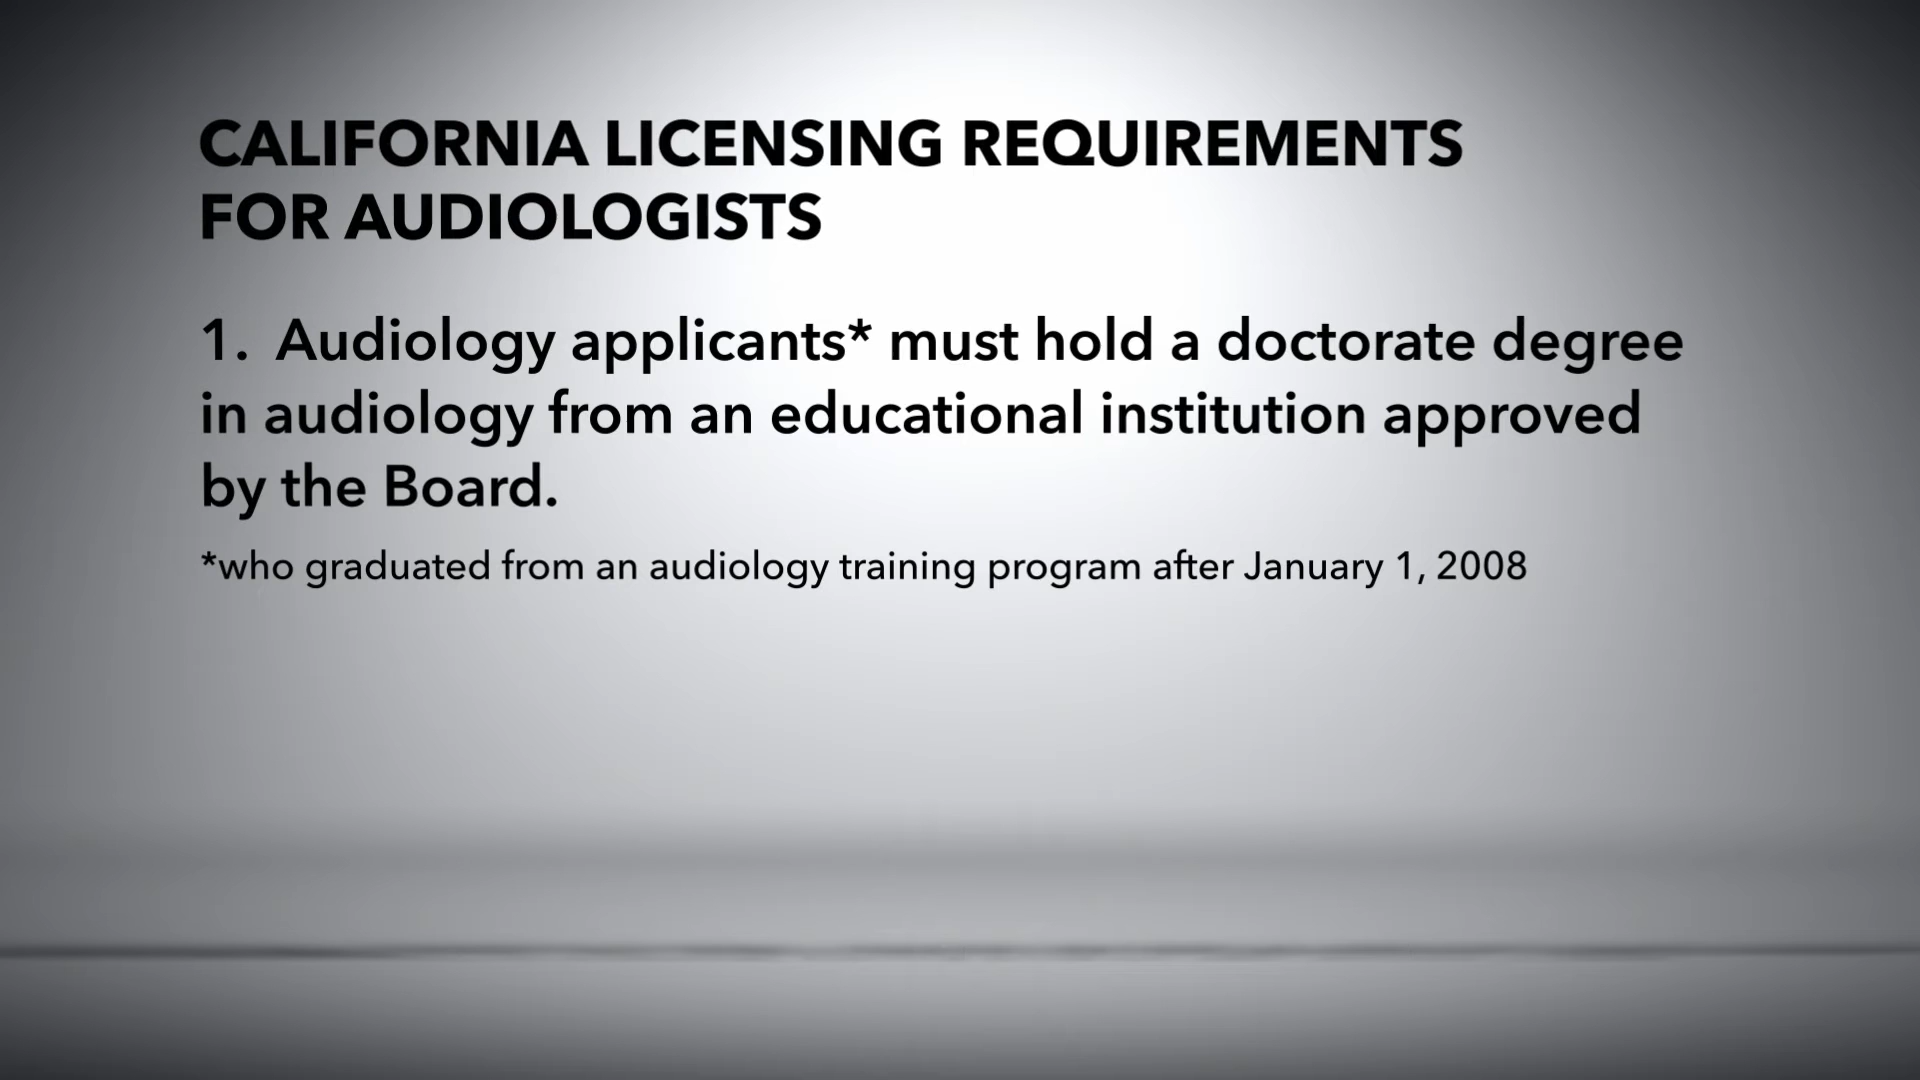 CALIFORNIA LICENSING REQUIREMENTS
FOR AUDIOLOGISTS
1. Audiology applicants* must hold a doctorate degree
in audiology from an educational institution approved
by the Board.
*who graduated from an audiology training program after January 1, 2008